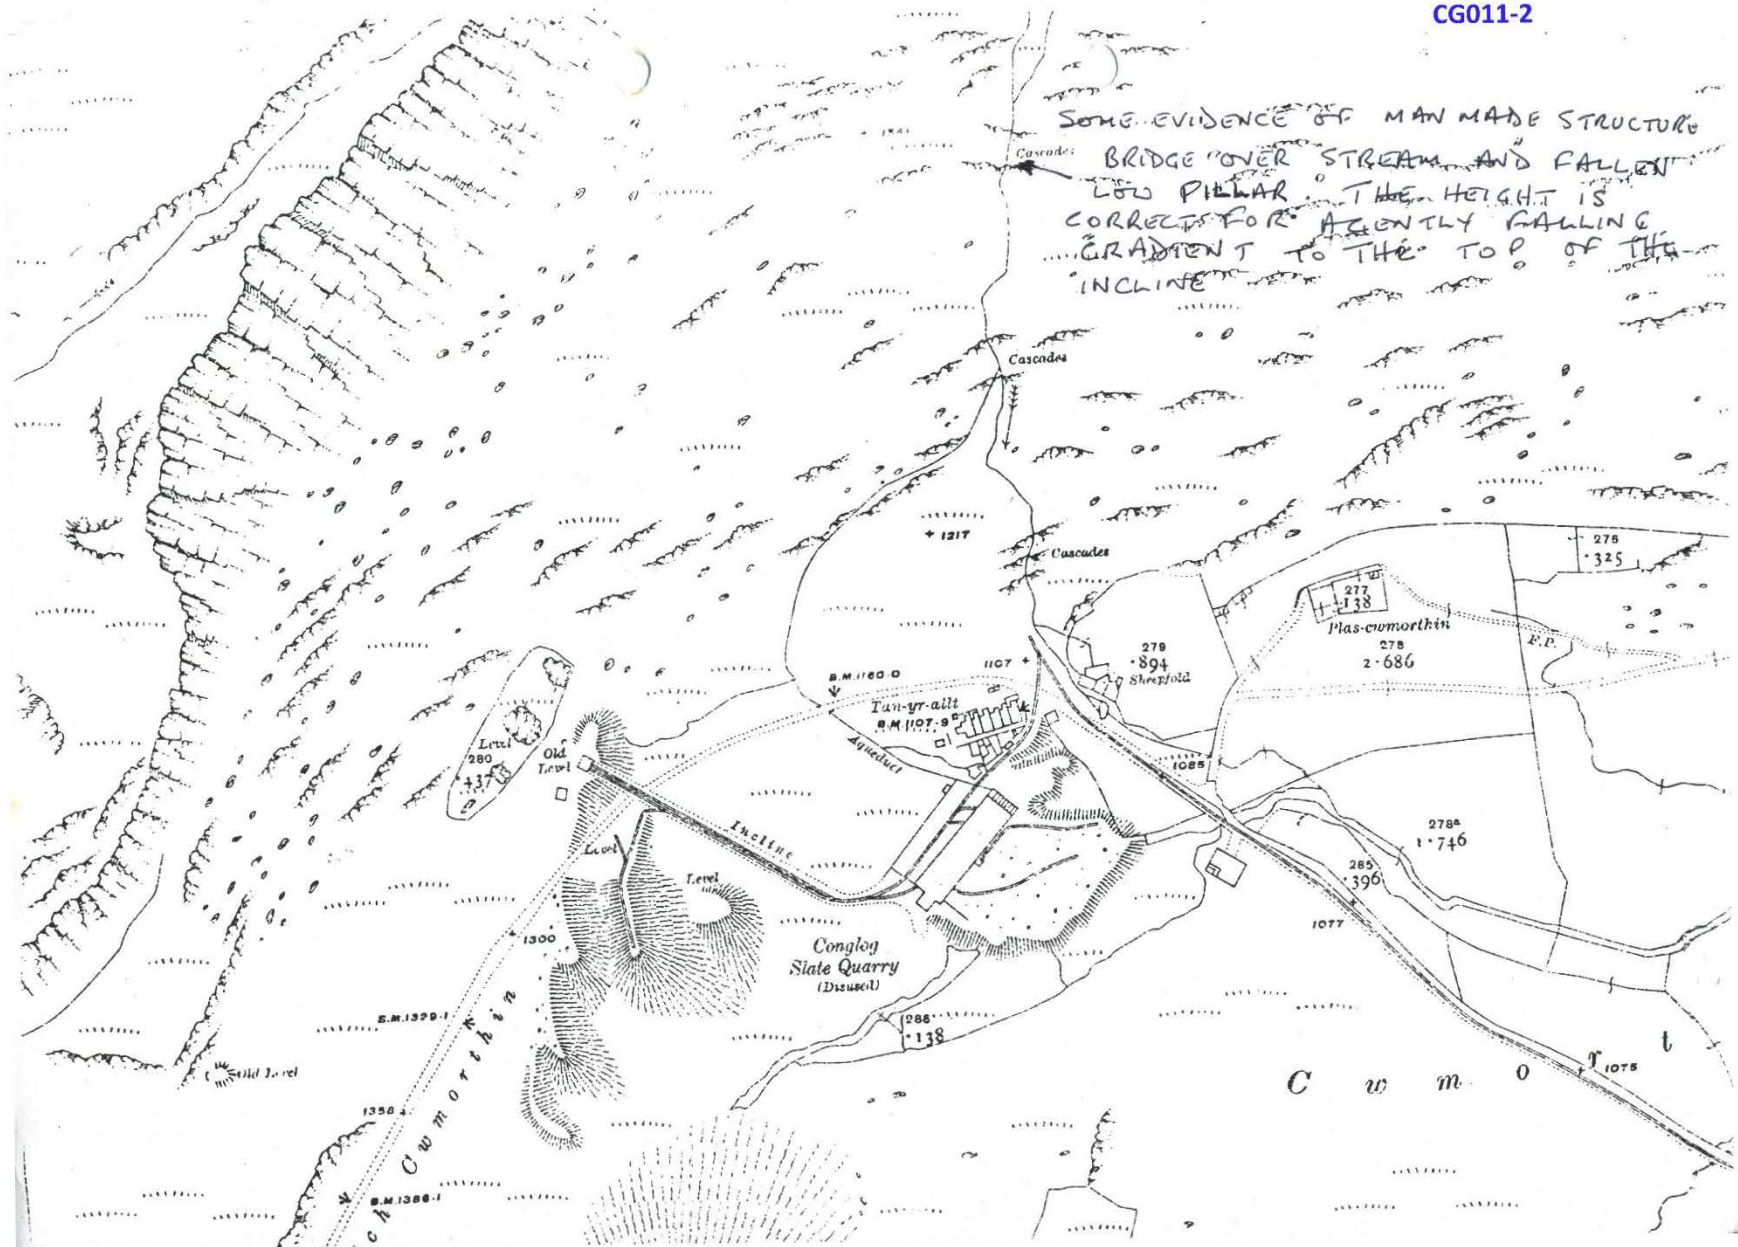 CG011-2
SOME EVIDENCE OF MAN MADE STRUCTURE
BRIDGE OVER STREAM AND FALLEN
LOW PILLAR. THE HEIGHT IS
CORRECT FOR A GENTLY FALLING
GRADIENT TO THE TOP OF THE
INCLINE
Cascades
Cascades
+ 1217
Cascades
276
·325
277
·138
Plas-cwmorthin
278
2·686
F.P.
279
·894
Sheepfold
1107 +
B.M.1160·0
Tan-yr-allt
B.M.1107·9
Aqueduct
Level
280
·437
Old
Level
1085
Incline
Level
Level
278a
1·746
285
·396
1077
1300
Conglog
Slate Quarry
(Disused)
B.M.1329·1
286
·138
Old Level
1075
C w m o r t
1358
ch Cwmorthin
B.M.1386·1